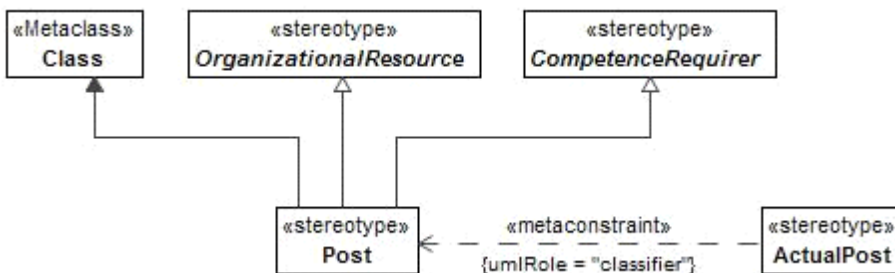 «Metaclass»
Class
«stereotype»
OrganizationalResource
«stereotype»
CompetenceRequirer
«stereotype»
Post
«metaconstraint»
{umlRole = "classifier"}
«stereotype»
ActualPost